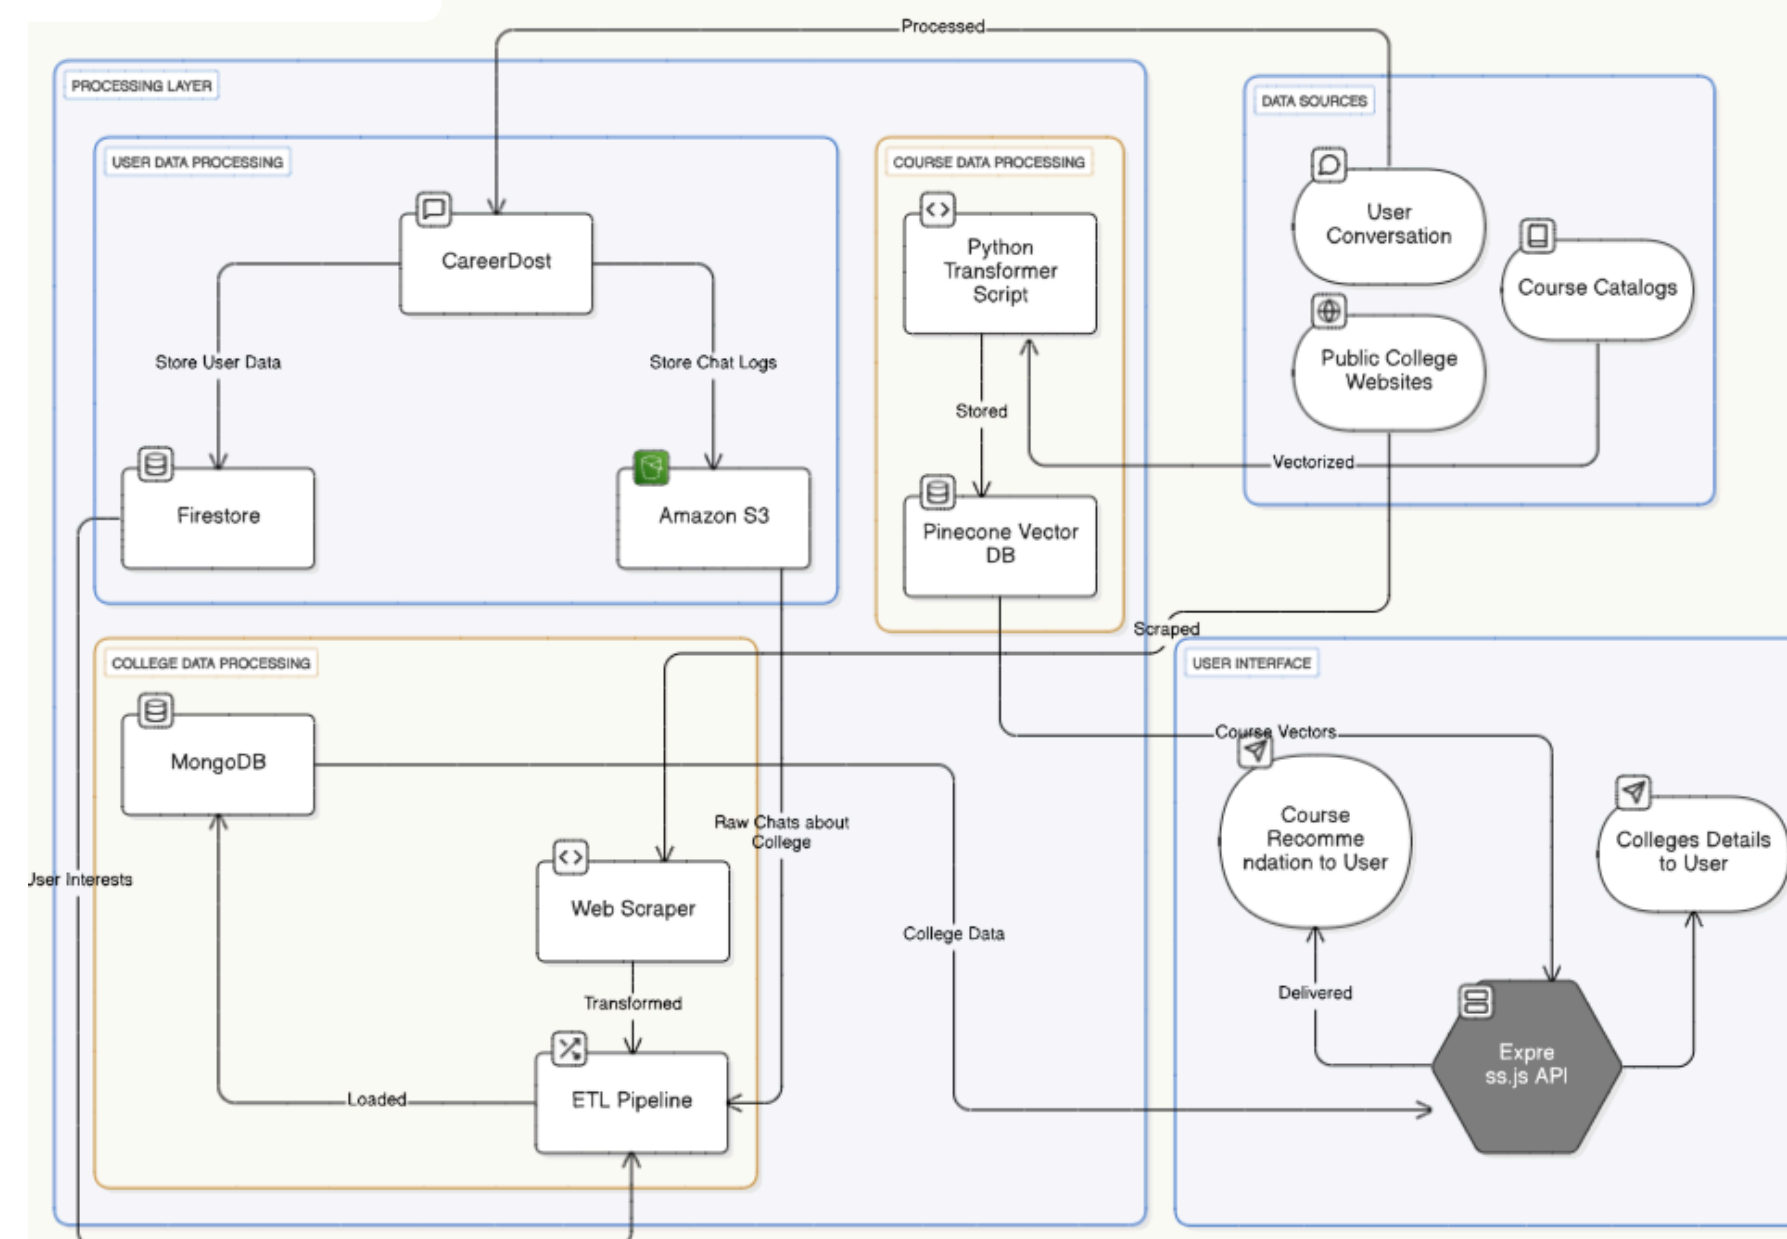 Processed
PROCESSING LAYER
DATA SOURCES
USER DATA PROCESSING
COURSE DATA PROCESSING
User
Conversation
Python
Transformer
Script
CareerDost
Course Catalogs
Public College
Websites
Store User Data
Store Chat Logs
Stored
Vectorized
Firestore
Amazon S3
Pinecone Vector
DB
Scraped
COLLEGE DATA PROCESSING
USER INTERFACE
Course Vectors
MongoDB
Raw Chats about
College
Course
Recomme
ndation to User
Colleges Details
to User
User Interests
Web Scraper
College Data
Transformed
Delivered
Expre
ss.js API
Loaded
ETL Pipeline